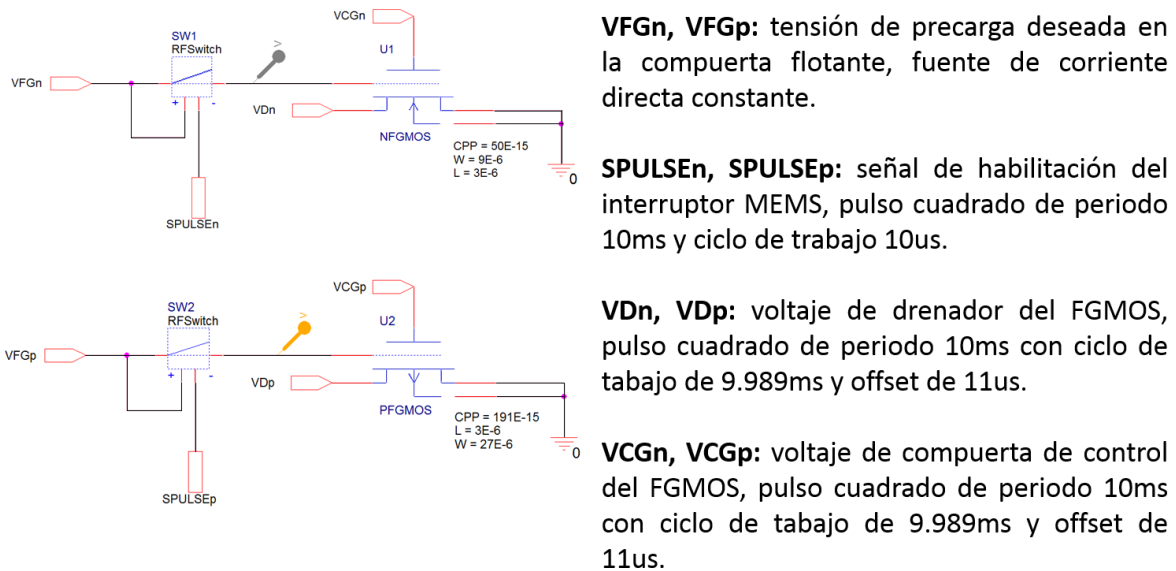 VCGn
SW1
RFSwitch
U1
VFGn
+ -
VDn
NFGMOS
CPP = 50E-15
W = 9E-6
L = 3E-6
0
SPULSEn
VCGp
SW2
RFSwitch
U2
VFGp
+ -
VDp
PFGMOS
CPP = 191E-15
L = 3E-6
W = 27E-6
0
SPULSEp
VFGn, VFGp: tensión de precarga deseada en
la compuerta flotante, fuente de corriente
directa constante.
SPULSEn, SPULSEp: señal de habilitación del
interruptor MEMS, pulso cuadrado de periodo
10ms y ciclo de trabajo 10us.
VDn, VDp: voltaje de drenador del FGMOS,
pulso cuadrado de periodo 10ms con ciclo de
tabajo de 9.989ms y offset de 11us.
VCGn, VCGp: voltaje de compuerta de control
del FGMOS, pulso cuadrado de periodo 10ms
con ciclo de tabajo de 9.989ms y offset de
11us.